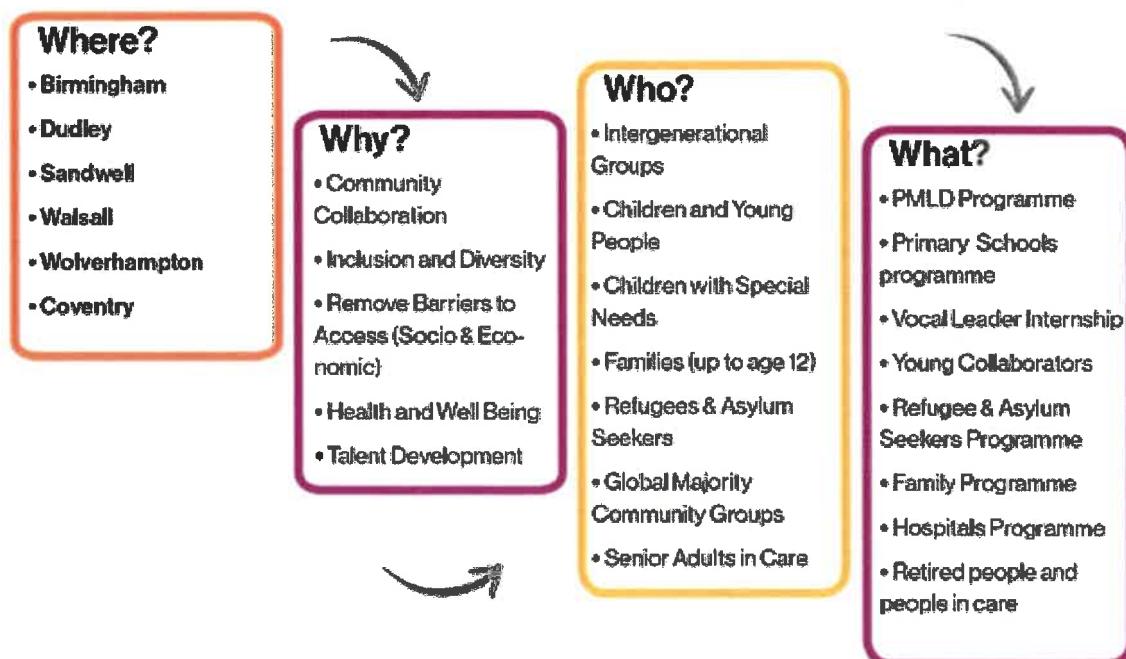 Where?
• Birmingham
• Dudley
• Sandwell
• Walsall
• Wolverhampton
• Coventry
Why?
• Community
Collaboration
• Inclusion and Diversity
• Remove Barriers to
Access (Socio & Eco-
nomic)
• Health and Well Being
• Talent Development
Who?
• Intergenerational
Groups
• Children and Young
People
• Children with Special
Needs
• Families (up to age 12)
• Refugees & Asylum
Seekers
• Global Majority
Community Groups
• Senior Adults in Care
What?
• PMLD Programme
• Primary Schools
programme
• Vocal Leader Internship
• Young Collaborators
• Refugee & Asylum
Seekers Programme
• Family Programme
• Hospitals Programme
• Retired people and
people in care